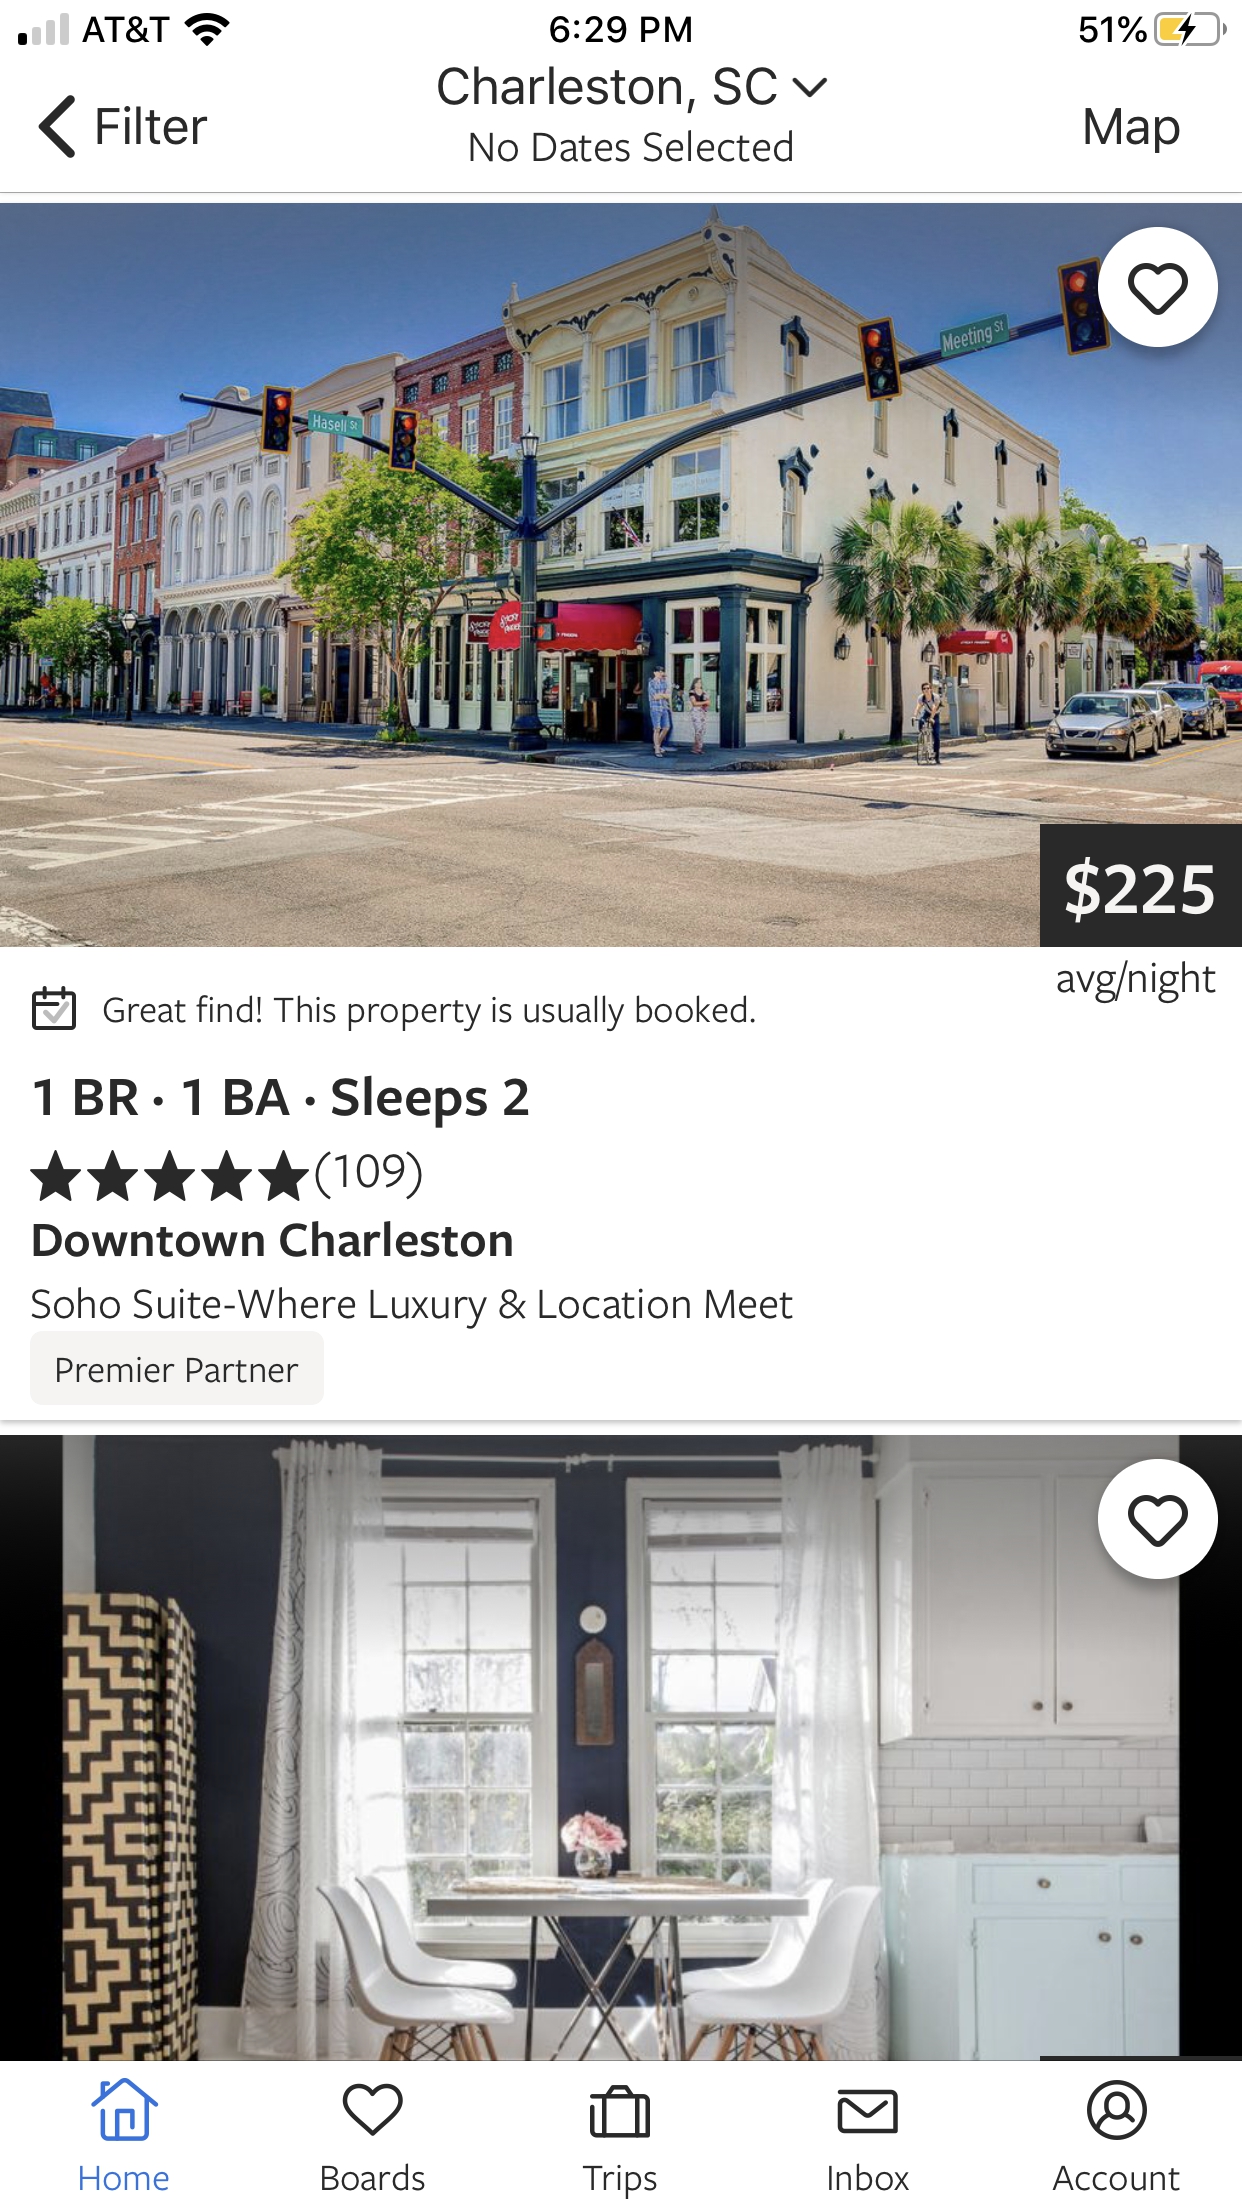 AT&T
6:29 PM
51%
Filter
Charleston, SC
No Dates Selected
Map
Hasell St
Meeting St
$225
avg/night
Great find! This property is usually booked.
1 BR · 1 BA · Sleeps 2
(109)
Downtown Charleston
Soho Suite-Where Luxury & Location Meet
Premier Partner
Home
Boards
Trips
Inbox
Account